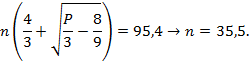 n(4/3 + √(P/3 − 8/9)) = 95,4 → n = 35,5.